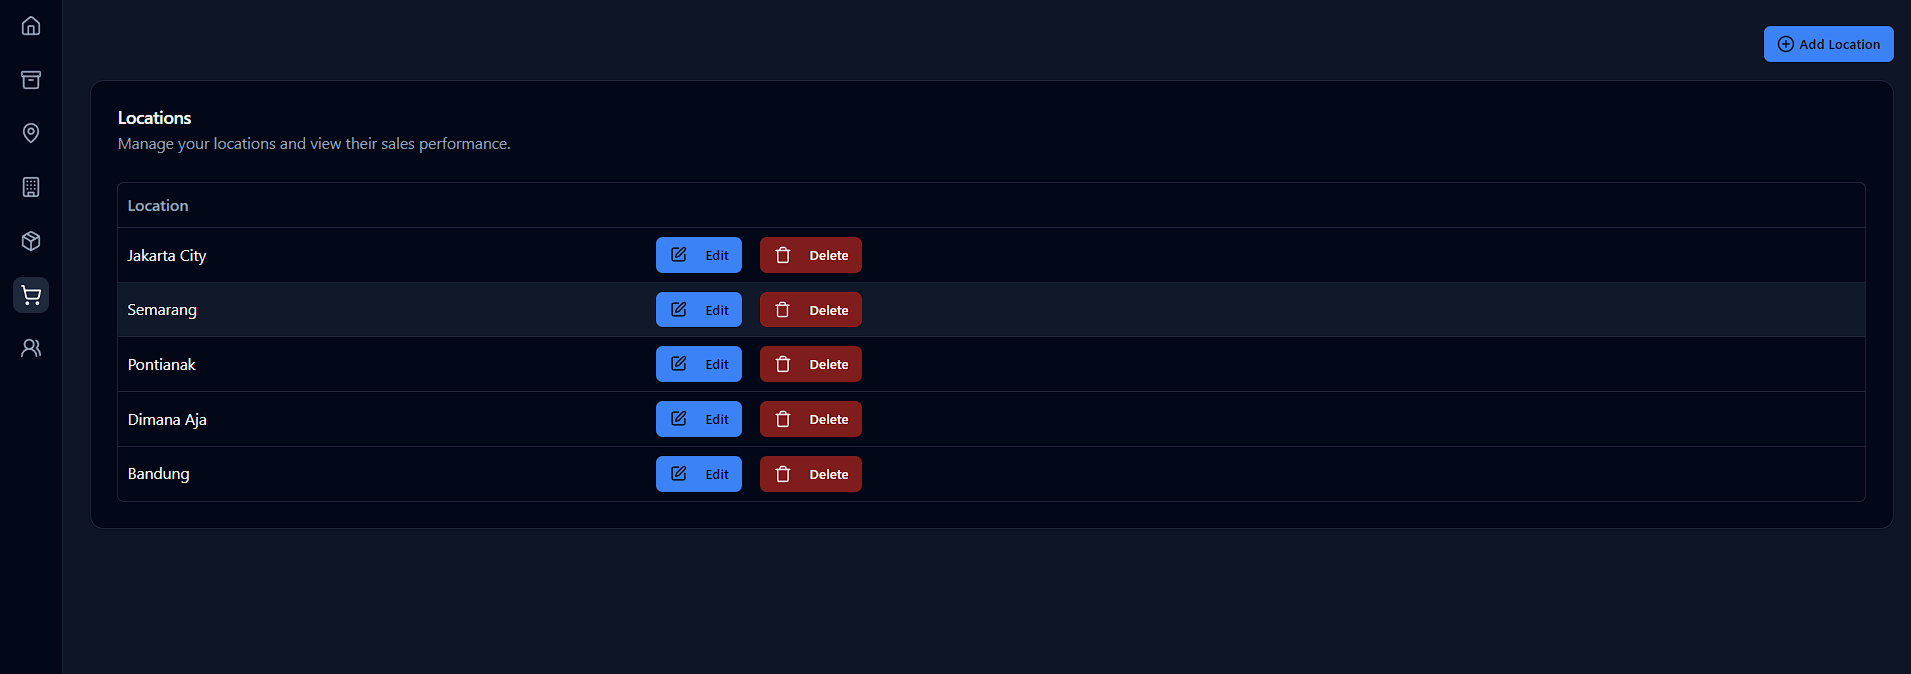 Add Location
Locations
Manage your locations and view their sales performance.
Location
Jakarta City Edit Delete
Semarang Edit Delete
Pontianak Edit Delete
Dimana Aja Edit Delete
Bandung Edit Delete